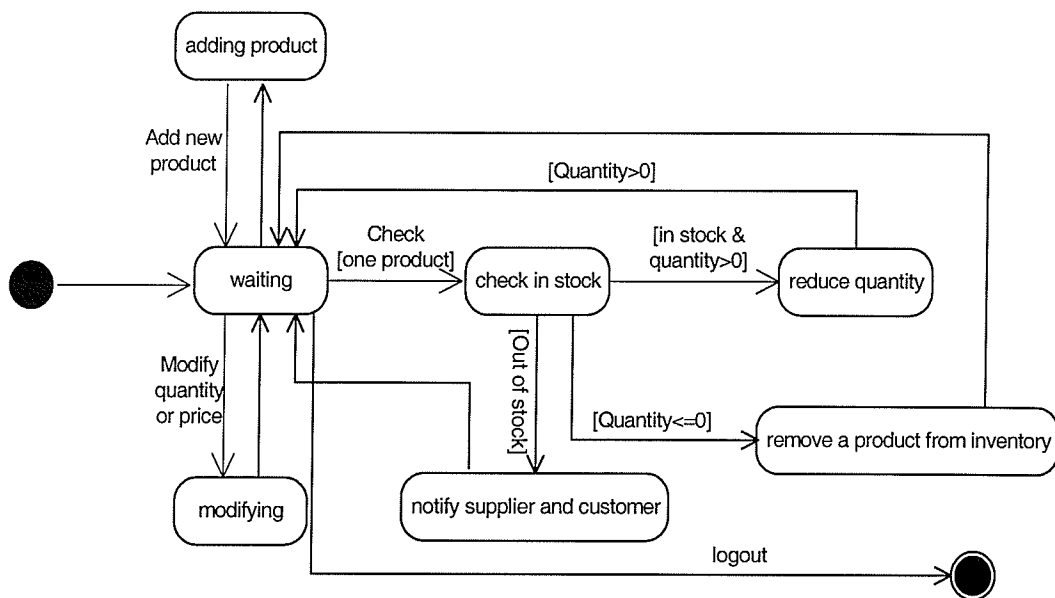 adding product
Add new
product
[Quantity>0]
Check
[one product]
[in stock &
quantity>0]
waiting
check in stock
reduce quantity
Modify
quantity
or price
[Out of
stock]
[Quantity<=0]
remove a product from inventory
modifying
notify supplier and customer
logout